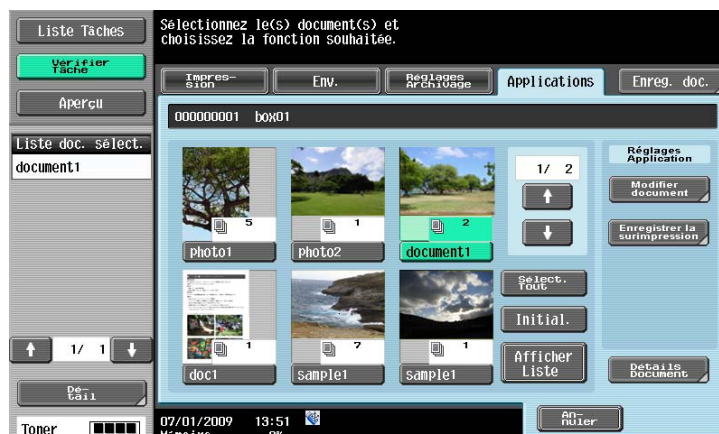 Liste Tâches
Sélectionnez le(s) document(s) et
choisissez la fonction souhaitée.
Vérifier
Tâche
Aperçu
Impres-
sion
Env.
Réglages
Archivage
Applications
Enreg. doc.
000000001 box01
Liste doc. sélect.
document1
5
photo1
1
photo2
2
document1
1/ 2
Réglages
Application
Modifier
document
Enregistrer la
surimpression
1
doc1
7
sample1
1
sample1
Sélect.
Tout
Initial.
Afficher
Liste
Détails
Document
1/ 1
Dé-
tail
Toner
07/01/2009 13:51
An-
nuler